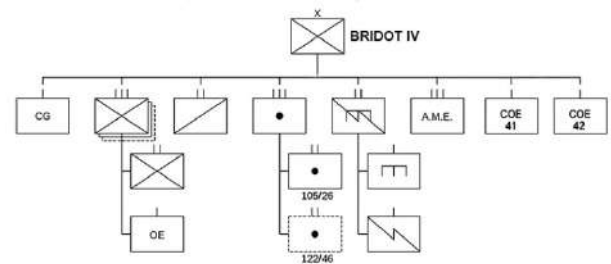 X
BRIDOT IV
CG
A.M.E.
COE
41
COE
42
105/26
OE
122/46